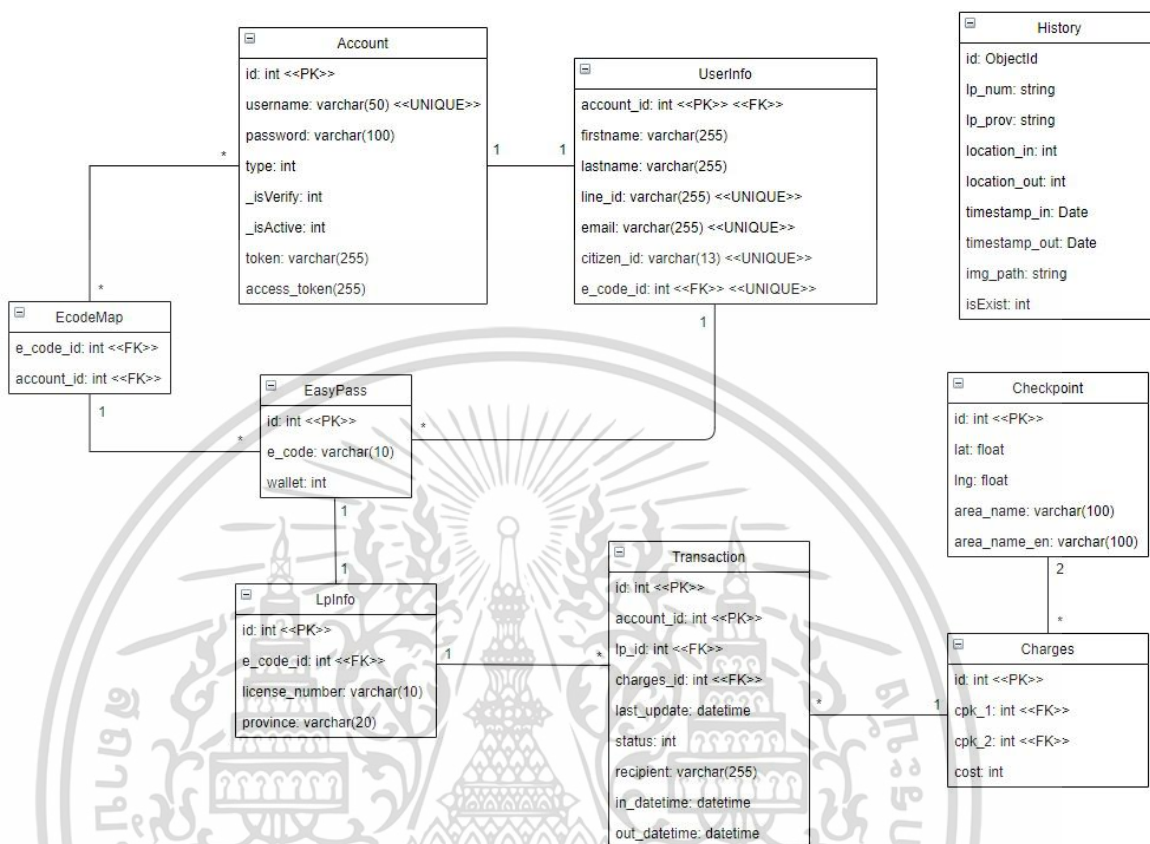 Account
id: int <<PK>>
username: varchar(50) <<UNIQUE>>
password: varchar(100)
type: int
_isVerify: int
_isActive: int
token: varchar(255)
access_token(255)
UserInfo
account_id: int <<PK>> <<FK>>
firstname: varchar(255)
lastname: varchar(255)
line_id: varchar(255) <<UNIQUE>>
email: varchar(255) <<UNIQUE>>
citizen_id: varchar(13) <<UNIQUE>>
e_code_id: int <<FK>> <<UNIQUE>>
History
id: ObjectId
lp_num: string
lp_prov: string
location_in: int
location_out: int
timestamp_in: Date
timestamp_out: Date
img_path: string
isExist: int
*
1
1
*
EcodeMap
e_code_id: int <<FK>>
account_id: int <<FK>>
1
*
1
*
EasyPass
id: int <<PK>>
e_code: varchar(10)
wallet: int
1
1
Checkpoint
id: int <<PK>>
lat: float
lng: float
area_name: varchar(100)
area_name_en: varchar(100)
2
*
LpInfo
id: int <<PK>>
e_code_id: int <<FK>>
license_number: varchar(10)
province: varchar(20)
1
*
Transaction
id: int <<PK>>
account_id: int <<PK>>
lp_id: int <<FK>>
charges_id: int <<FK>>
last_update: datetime
status: int
recipient: varchar(255)
in_datetime: datetime
out_datetime: datetime
*
1
Charges
id: int <<PK>>
cpk_1: int <<FK>>
cpk_2: int <<FK>>
cost: int